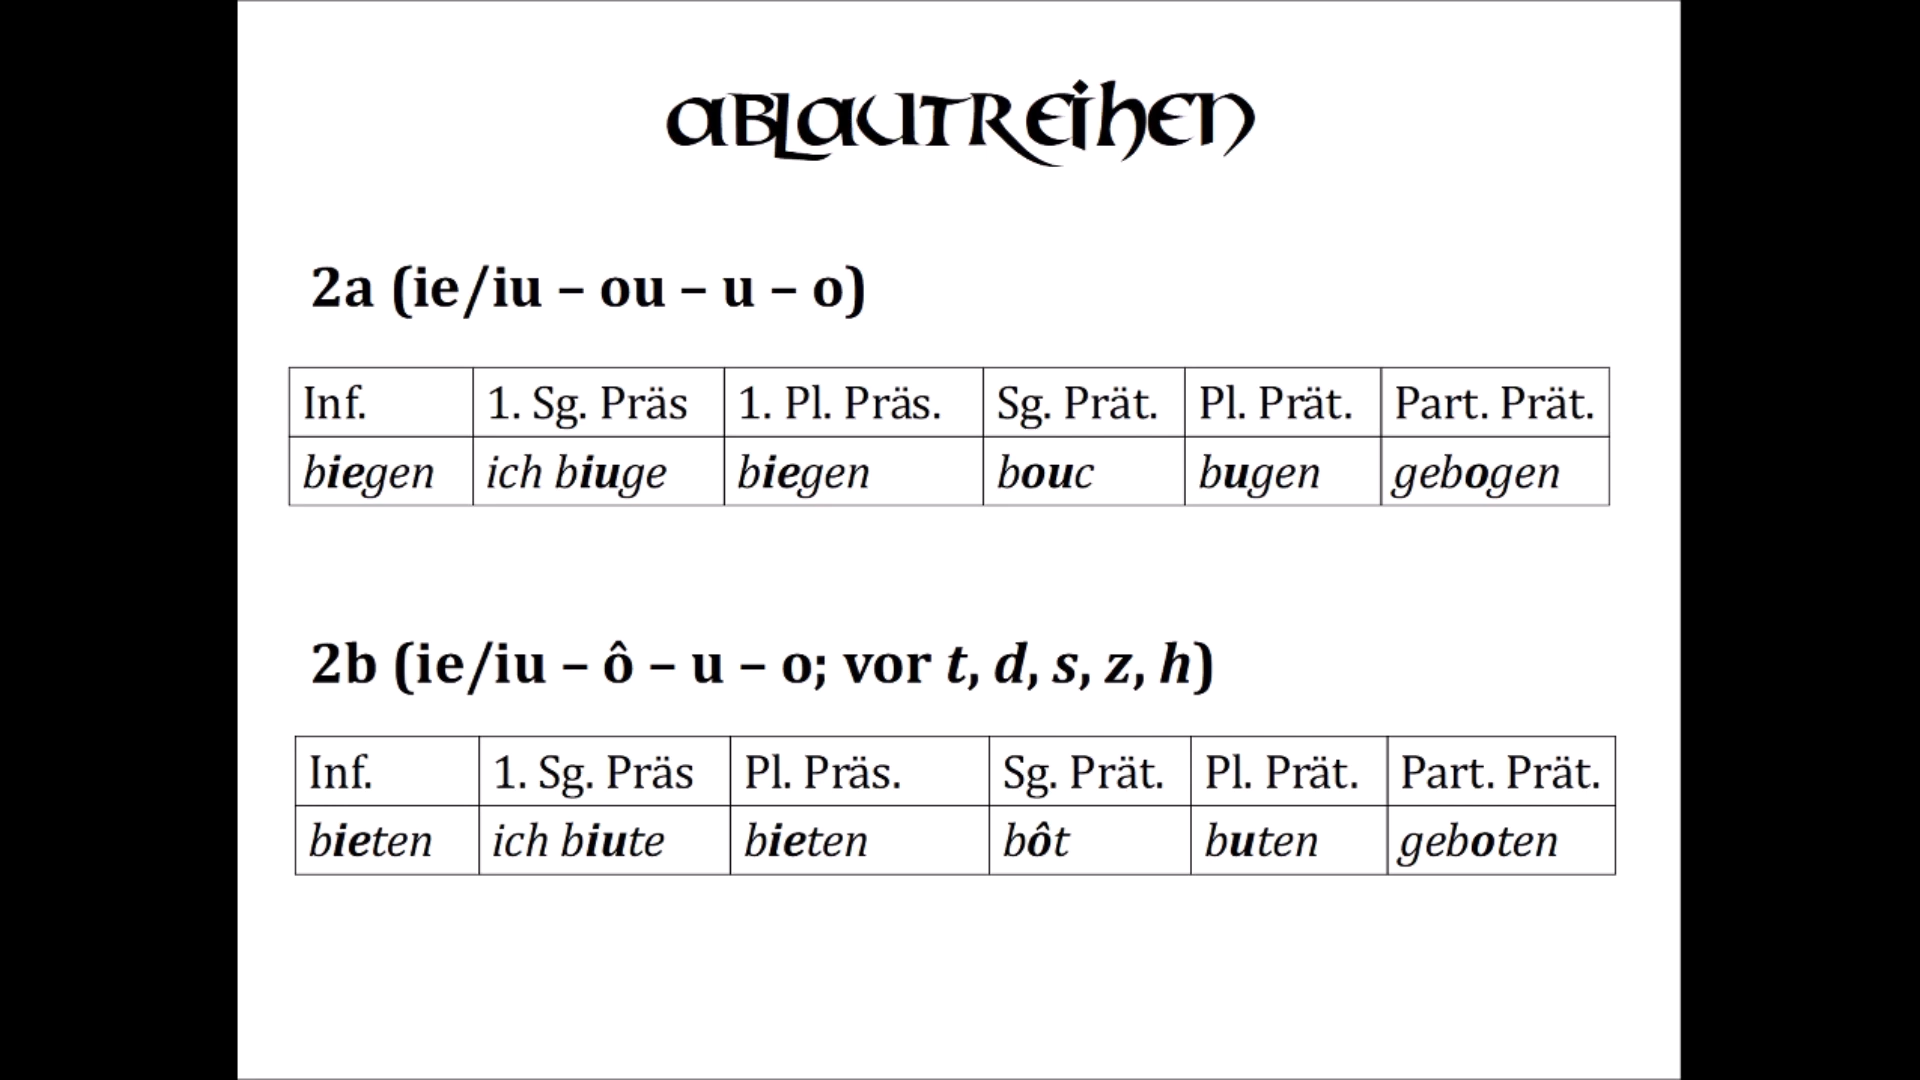 ABLAUTREIHEN
2a (ie/iu – ou – u – o)
Inf. 1. Sg. Präs 1. Pl. Präs. Sg. Prät. Pl. Prät. Part. Prät.
biegen ich biuge biegen bouc bugen gebogen
2b (ie/iu – ô – u – o; vor t, d, s, z, h)
Inf. 1. Sg. Präs Pl. Präs. Sg. Prät. Pl. Prät. Part. Prät.
bieten ich biute bieten bôt buten geboten